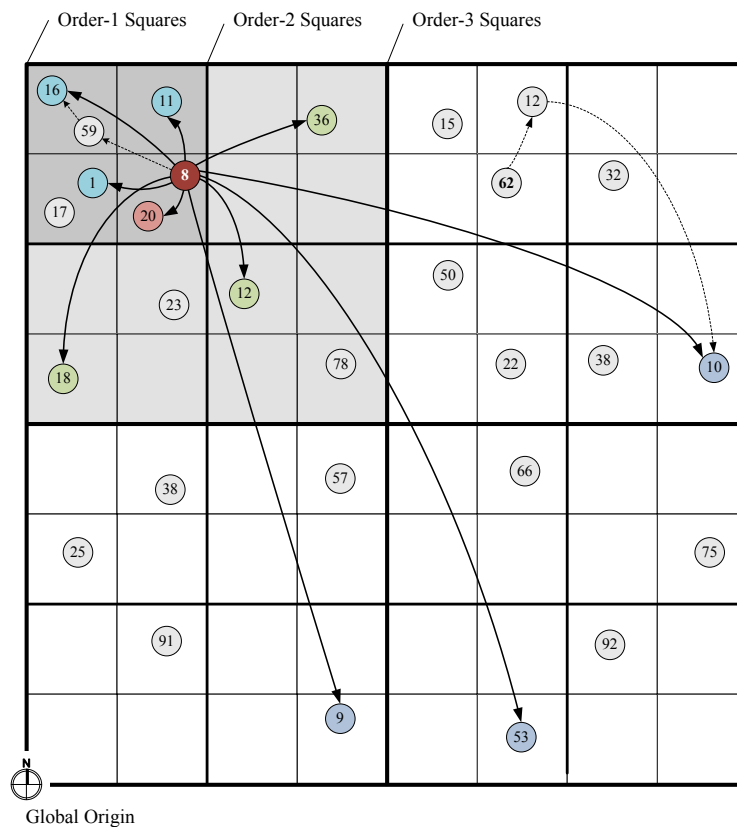 Order-1 Squares Order-2 Squares Order-3 Squares
16 11 36 15 12
59
1 8 62 32
17 20
12 23 50
18 78 22 38 10
38 57 66
25 75
91 92
9 53
N
Global Origin